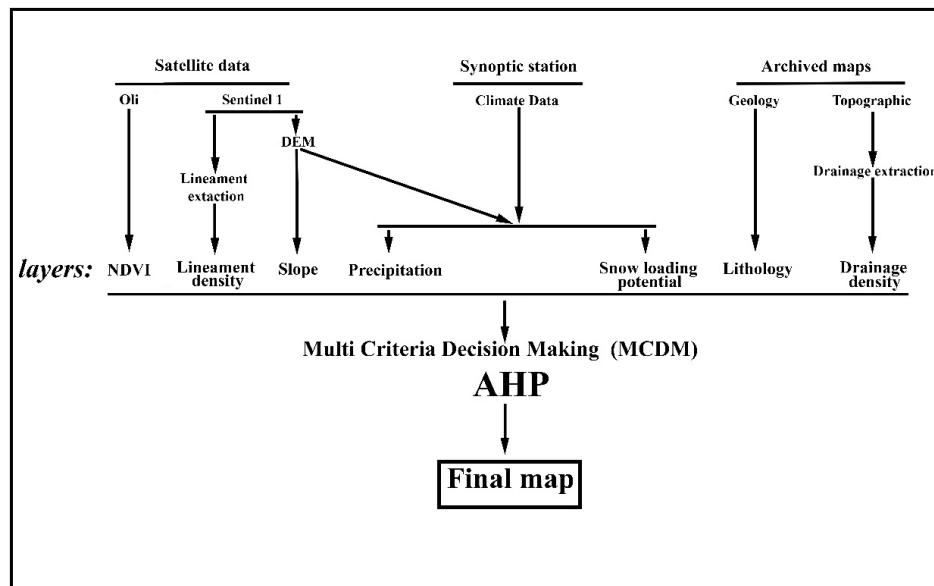 Satellite data
Synoptic station
Archived maps
Oli
Sentinel 1
Climate Data
Geology
Topographic
DEM
Lineament
extaction
Drainage extraction
layers:
NDVI
Lineament
density
Slope
Precipitation
Snow loading
potential
Lithology
Drainage
density
Multi Criteria Decision Making (MCDM)
AHP
Final map